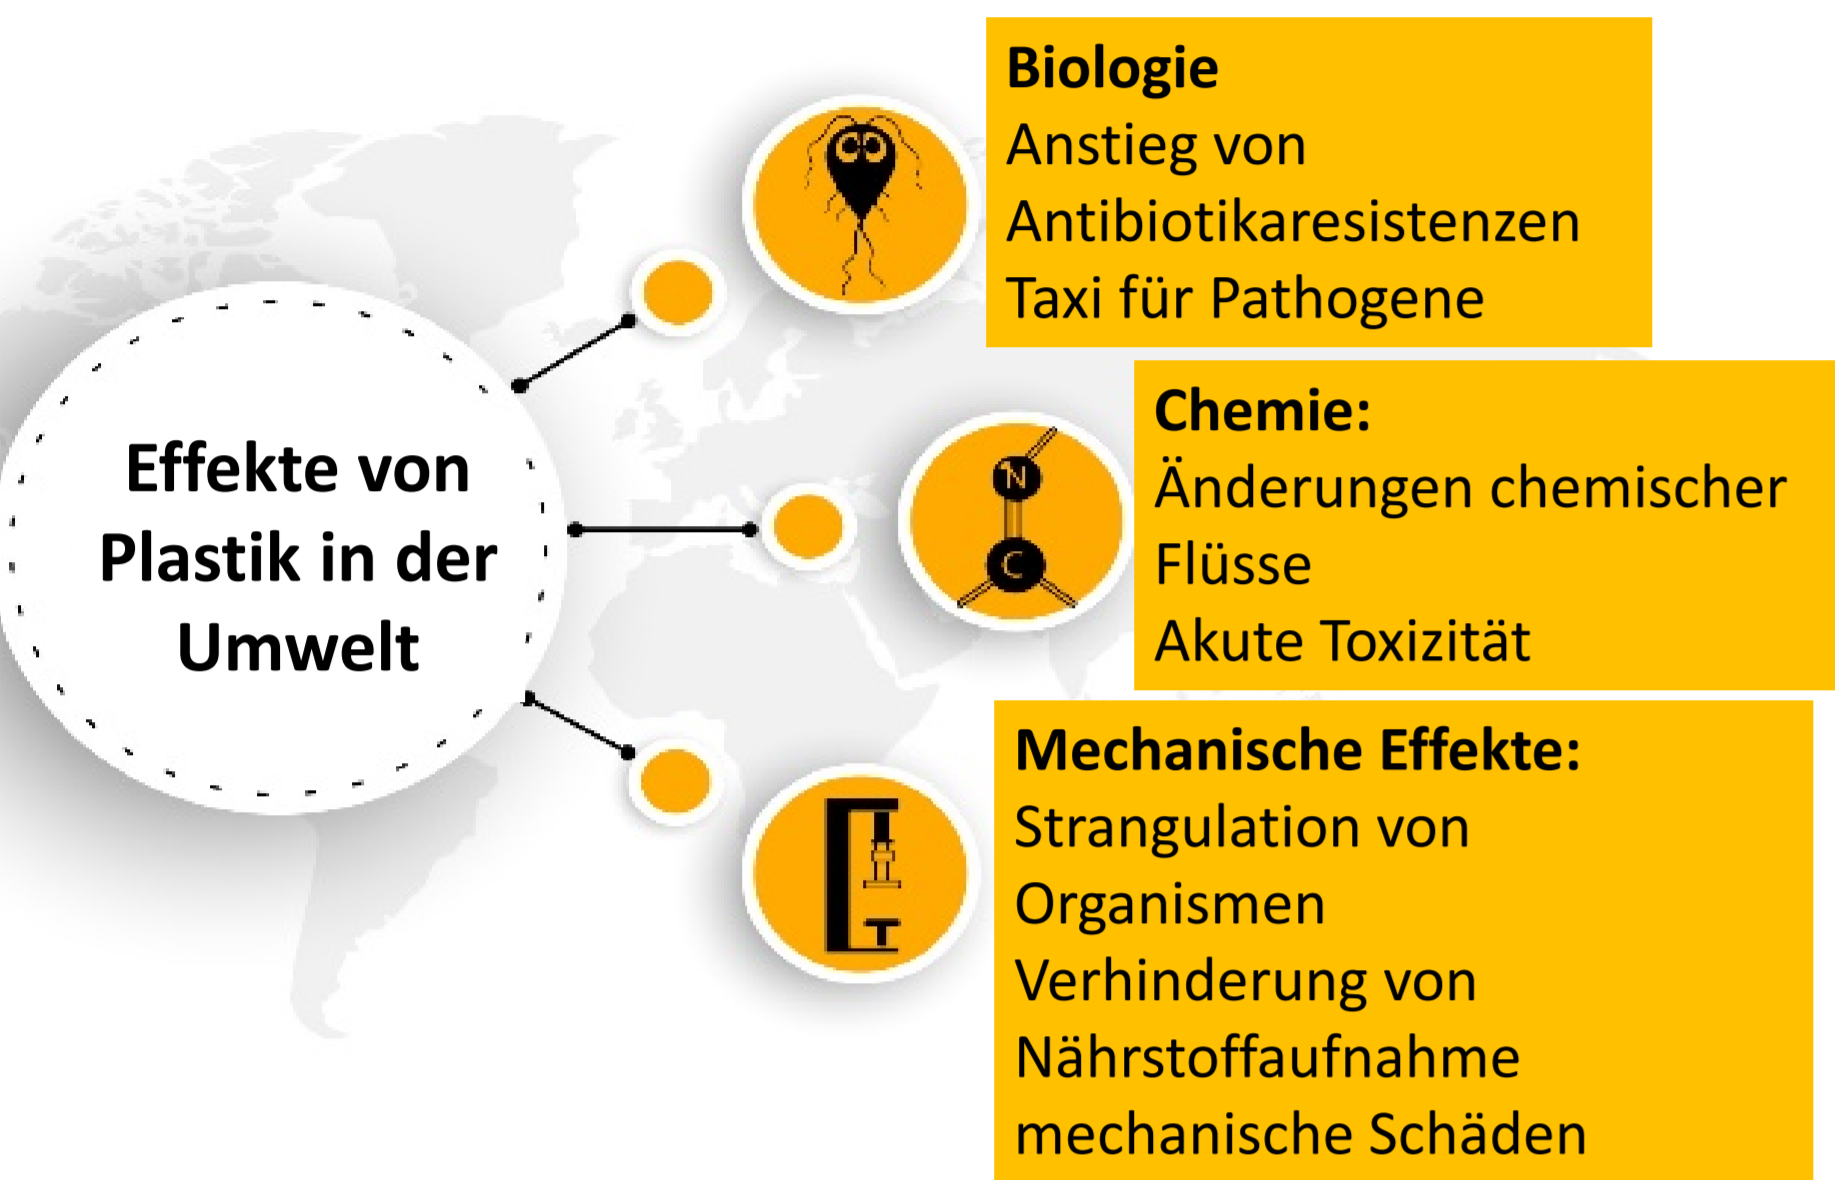 Effekte von
Plastik in der
Umwelt
Biologie
Anstieg von
Antibiotikaresistenzen
Taxi für Pathogene
N
C
Chemie:
Änderungen chemischer
Flüsse
Akute Toxizität
Mechanische Effekte:
Strangulation von
Organismen
Verhinderung von
Nährstoffaufnahme
mechanische Schäden